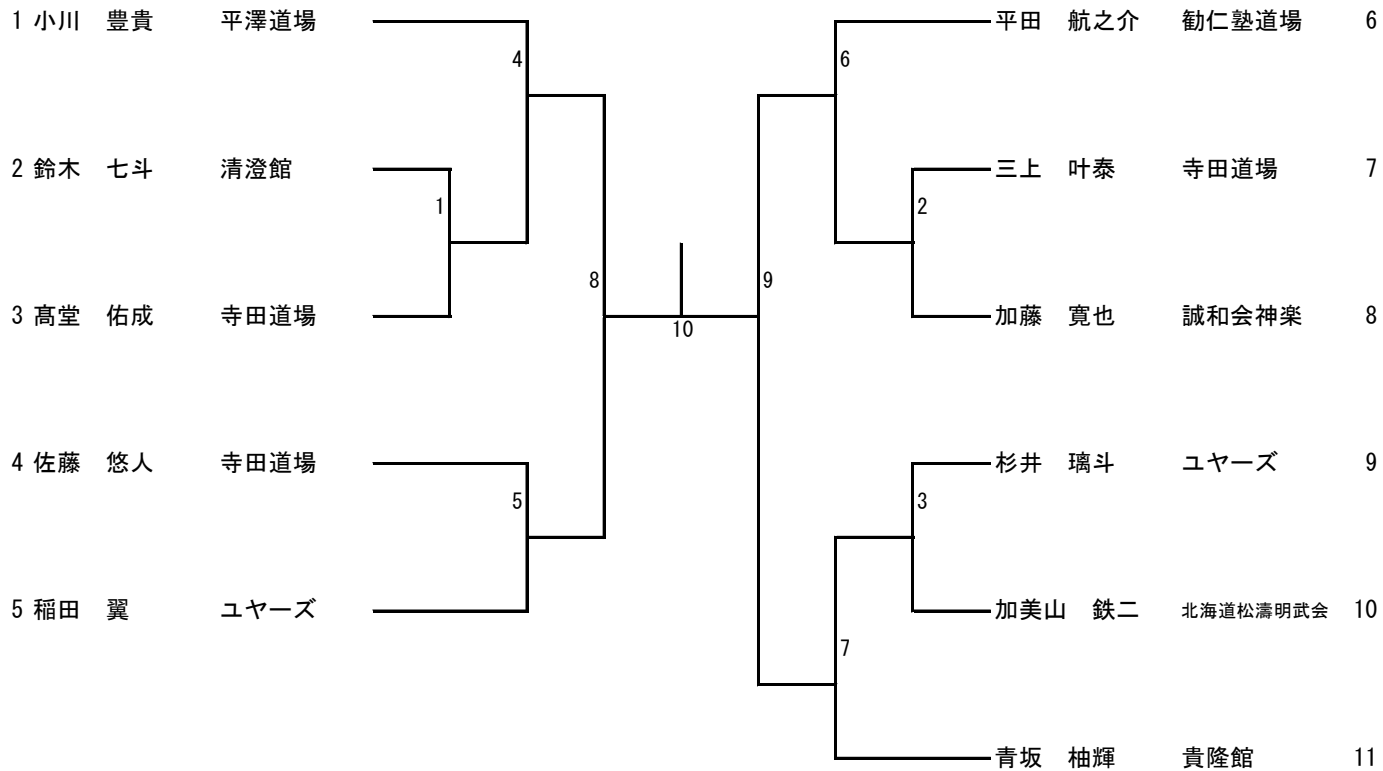 1 小川　豊貴　平澤道場
4
2 鈴木　七斗　清澄館
1
3 髙堂　佑成　寺田道場
8
4 佐藤　悠人　寺田道場
5
5 稲田　翼　ユヤーズ
10
平田　航之介　勧仁塾道場　6
6
三上　叶泰　寺田道場　7
2
9
加藤　寛也　誠和会神楽　8
杉井　璃斗　ユヤーズ　9
3
加美山　鉄二　北海道松濤明武会　10
7
青坂　柚輝　貴隆館　11